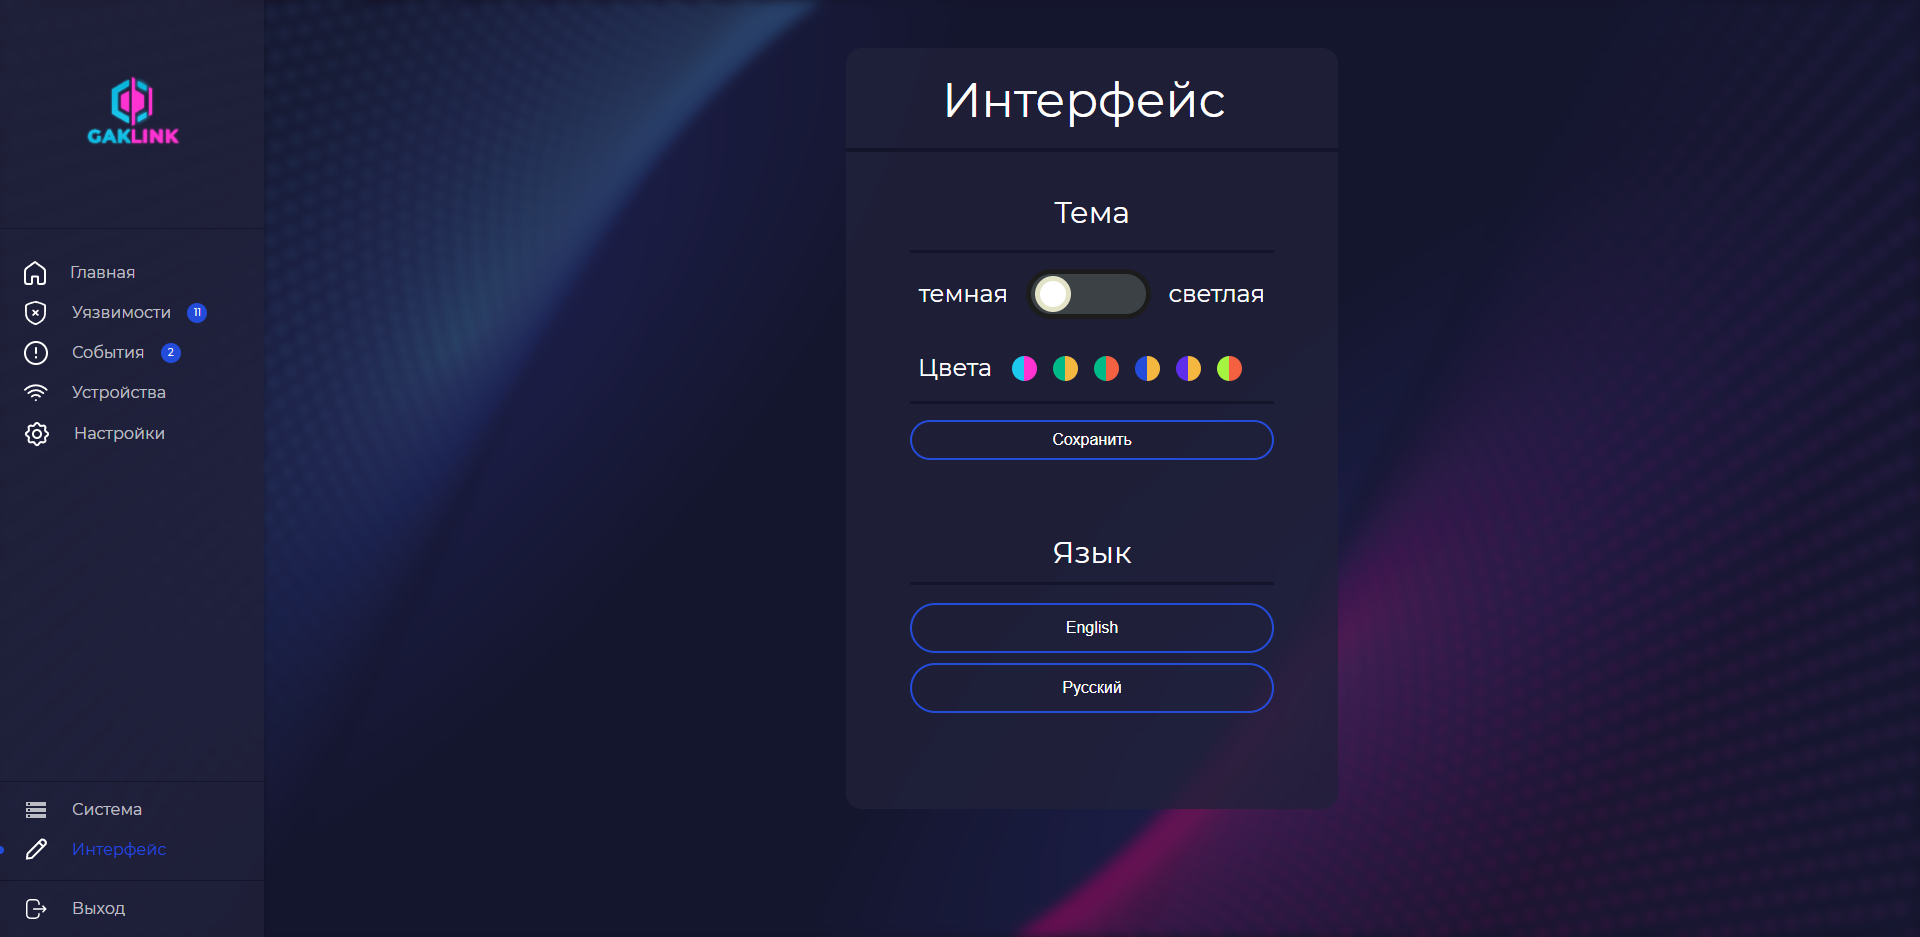 GAKLINK
Главная
Уязвимости 11
События 2
Устройства
Настройки
Система
Интерфейс
Выход
Интерфейс
Тема
темная светлая
Цвета
Сохранить
Язык
English
Русский